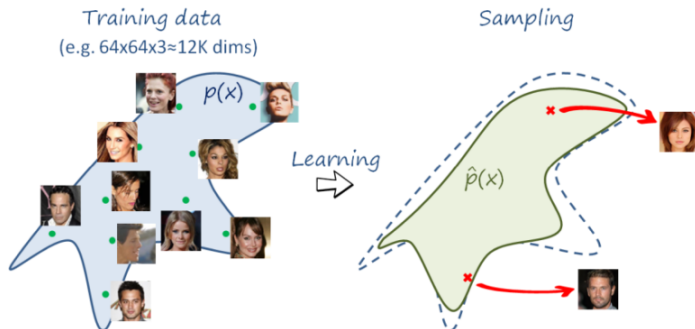 Training data
(e.g. 64x64x3≈12K dims)
p(x)
Learning
Sampling
p̂(x)